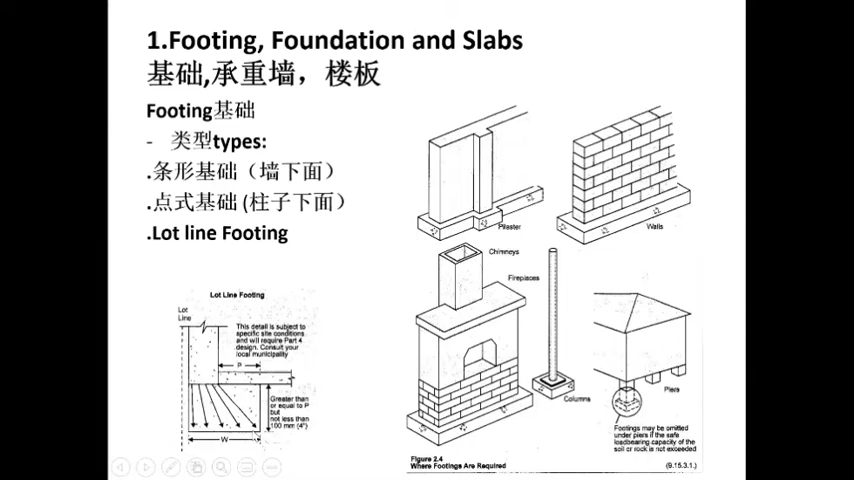 1.Footing, Foundation and Slabs
基础,承重墙，楼板
Footing基础
- 类型types:
.条形基础（墙下面）
.点式基础 (柱子下面）
.Lot line Footing
Lot Line Footing
Lot
Line
This detail is subject to
specific site conditions
and will require Part 4
design. Consult your
local municipality
P
Greater than
or equal to P
but
not less than
100 mm (4")
W
Pilaster
Walls
Chimneys
Fireplaces
Columns
Piers
Footings may be omitted
under piers if the safe
loadbearing capacity of the
soil or rock is not exceeded
Figure 2.4
Where Footings Are Required
(9.15.3.1.)